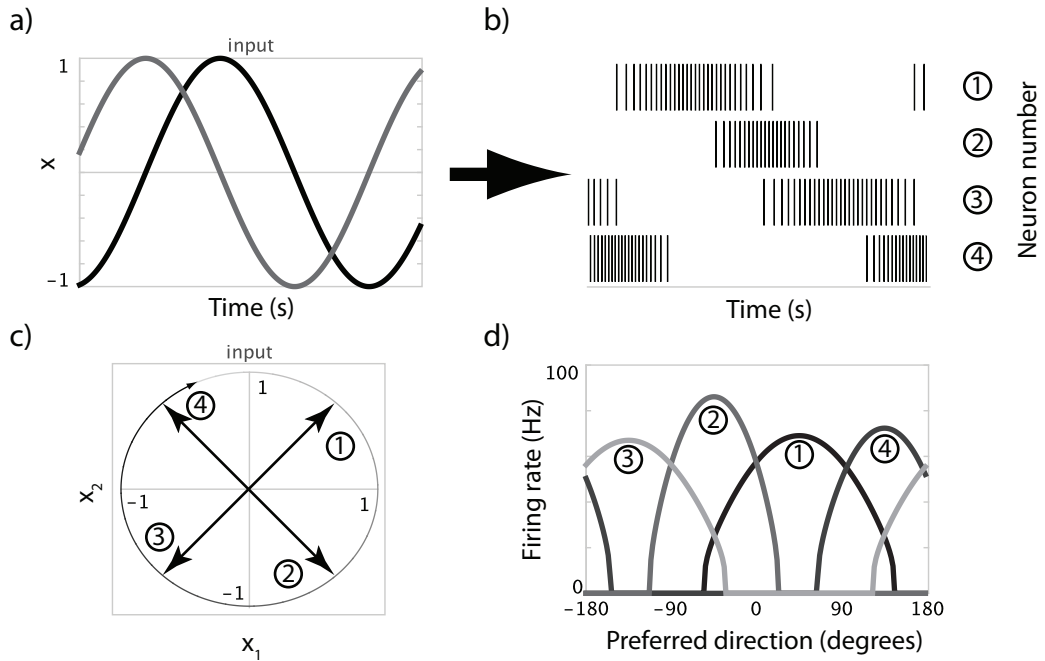 a)
input
1
x
−1
Time (s)
b)
1
2
3
4
Neuron number
Time (s)
c)
input
1
4
1
−1
1
x2
3
2
−1
x1
d)
100
Firing rate (Hz)
2
3
1
4
0
−180 −90 0 90 180
Preferred direction (degrees)